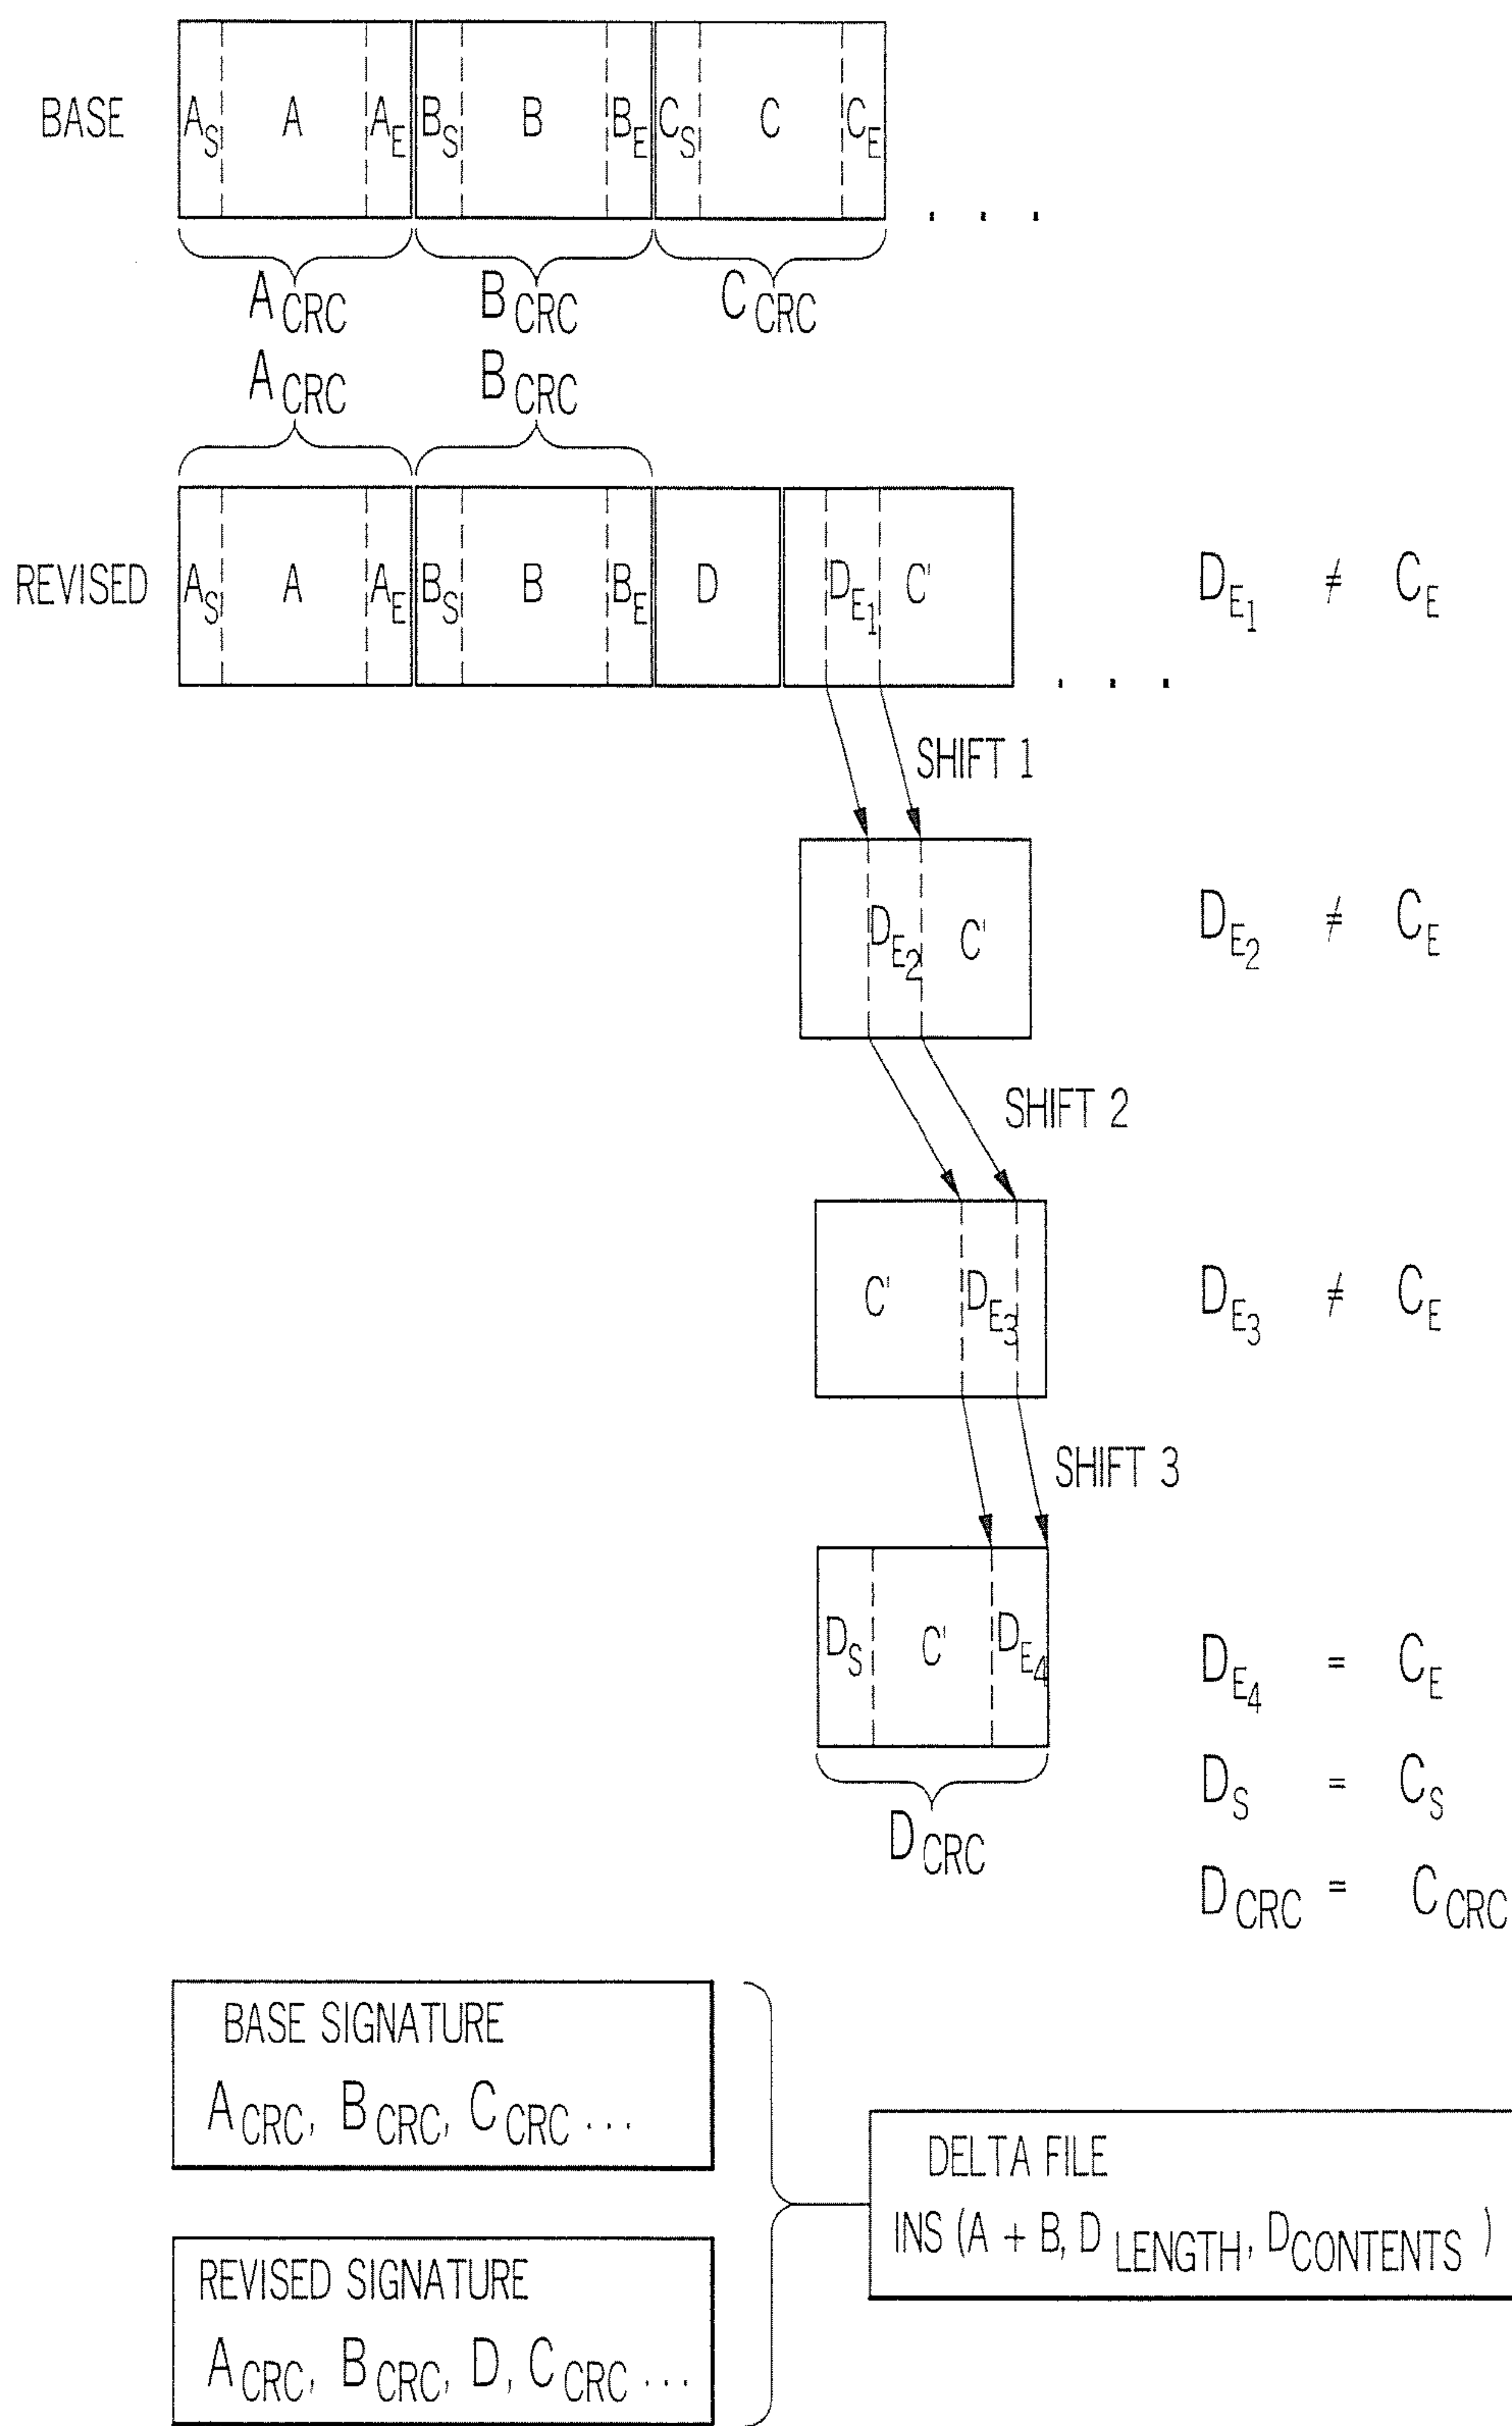 BASE A_S A A_E B_S B B_E C_S C C_E . . .
A_CRC B_CRC C_CRC
A_CRC B_CRC
REVISED A_S A A_E B_S B B_E D D_E1 C' . . . D_E1 ≠ C_E
SHIFT 1
D_E2 C' D_E2 ≠ C_E
SHIFT 2
C' D_E3 D_E3 ≠ C_E
SHIFT 3
D_S C' D_E4 D_E4 = C_E
D_S = C_S
D_CRC D_CRC = C_CRC
BASE SIGNATURE
A_CRC, B_CRC, C_CRC ...
DELTA FILE
INS (A + B, D_LENGTH, D_CONTENTS )
REVISED SIGNATURE
A_CRC, B_CRC, D, C_CRC ...